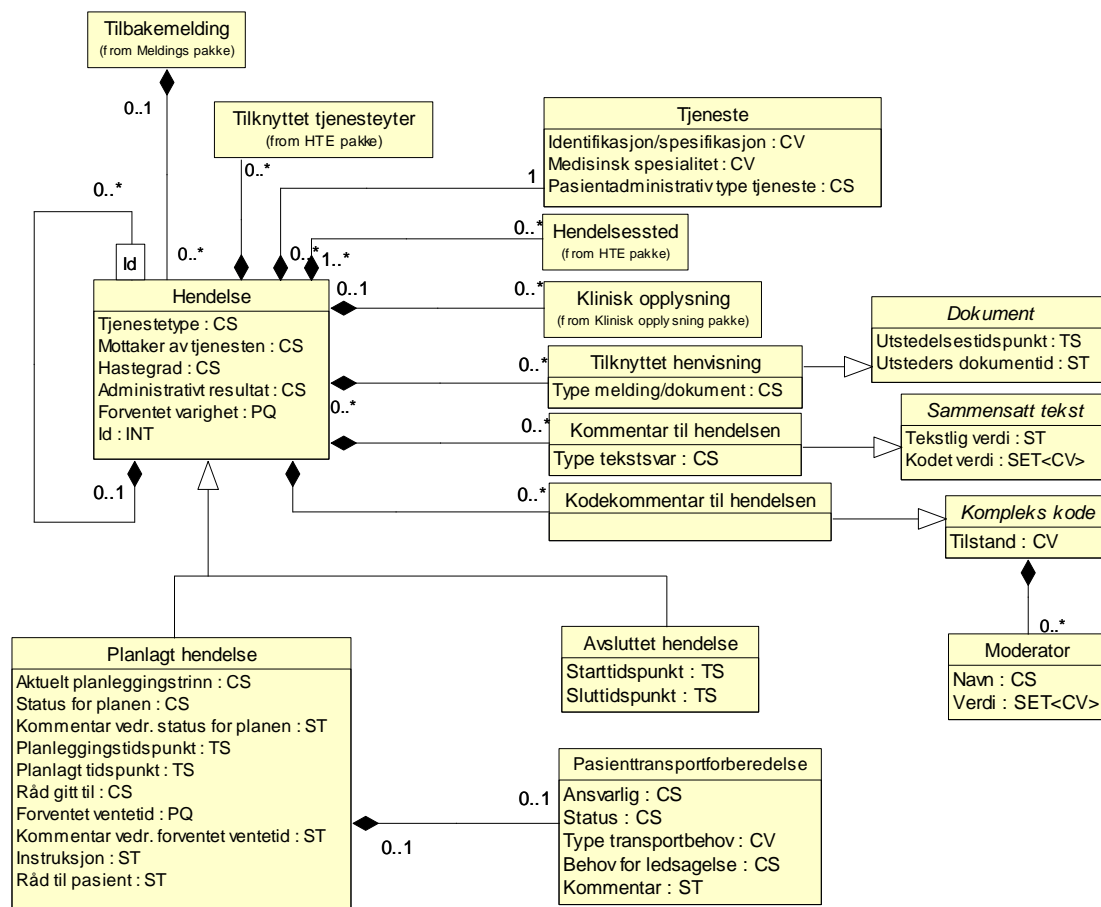 Tilbakemelding
(from Meldings pakke)
0..1
Tilknyttet tjenesteyter
(from HTE pakke)
0..*
Tjeneste
Identifikasjon/spesifikasjon : CV
Medisinsk spesialitet : CV
Pasientadministrativ type tjeneste : CS
1
0..*
Hendelsessted
(from HTE pakke)
0..*
1..*
0..*
Id
0..*
Hendelse
Tjenestetype : CS
Mottaker av tjenesten : CS
Hastegrad : CS
Administrativt resultat : CS
Forventet varighet : PQ
Id : INT
0..1
0..1
0..*
Klinisk opplysning
(from Klinisk opplysning pakke)
0..*
Tilknyttet henvisning
Type melding/dokument : CS
Dokument
Utstedelsestidspunkt : TS
Utsteders dokumentid : ST
0..*
0..*
Kommentar til hendelsen
Type tekstsvar : CS
Sammensatt tekst
Tekstlig verdi : ST
Kodet verdi : SET<CV>
0..*
Kodekommentar til hendelsen
Kompleks kode
Tilstand : CV
0..*
Moderator
Navn : CS
Verdi : SET<CV>
Planlagt hendelse
Aktuelt planleggingstrinn : CS
Status for planen : CS
Kommentar vedr. status for planen : ST
Planleggingstidspunkt : TS
Planlagt tidspunkt : TS
Råd gitt til : CS
Forventet ventetid : PQ
Kommentar vedr. forventet ventetid : ST
Instruksjon : ST
Råd til pasient : ST
Avsluttet hendelse
Starttidspunkt : TS
Sluttidspunkt : TS
0..1
0..1
Pasienttransportforberedelse
Ansvarlig : CS
Status : CS
Type transportbehov : CV
Behov for ledsagelse : CS
Kommentar : ST